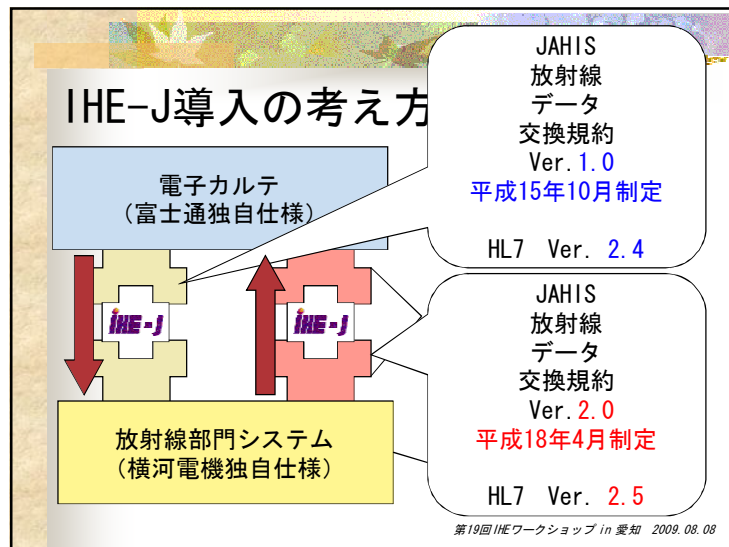 IHE-J導入の考え方
電子カルテ
(富士通独自仕様)
IHE-J
IHE-J
放射線部門システム
(横河電機独自仕様)
JAHIS
放射線
データ
交換規約
Ver.1.0
平成15年10月制定
HL7 Ver. 2.4
JAHIS
放射線
データ
交換規約
Ver.2.0
平成18年4月制定
HL7 Ver. 2.5
第19回IHEワークショップ in 愛知 2009.08.08